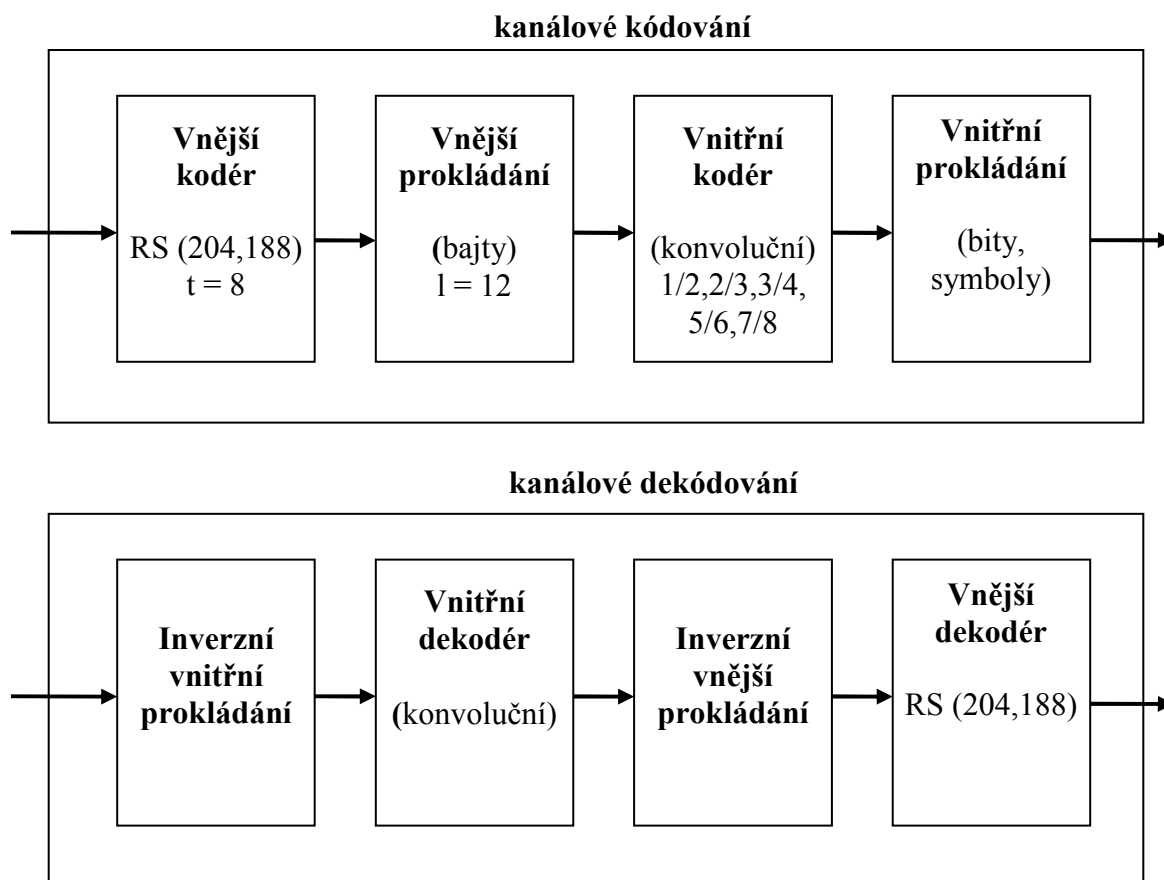 kanálové kódování
Vnější
kodér
RS (204,188)
t = 8
Vnější
prokládání
(bajty)
l = 12
Vnitřní
kodér
(konvoluční)
1/2,2/3,3/4,
5/6,7/8
Vnitřní
prokládání
(bity,
symboly)
kanálové dekódování
Inverzní
vnitřní
prokládání
Vnitřní
dekodér
(konvoluční)
Inverzní
vnější
prokládání
Vnější
dekodér
RS (204,188)